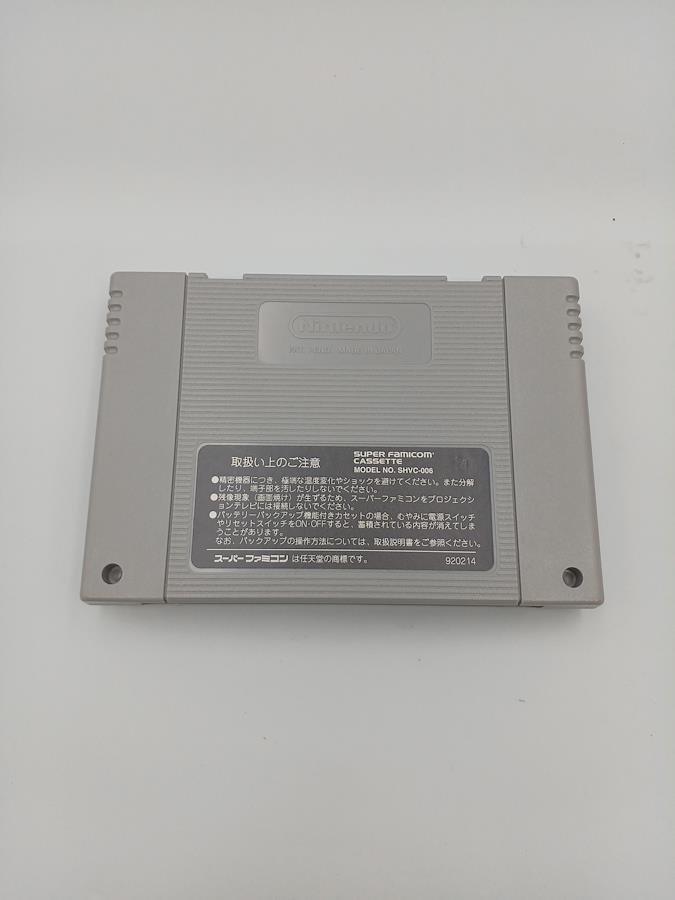 Nintendo
PAT. PEND. MADE IN JAPAN
取扱い上のご注意
SUPER FAMICOM
CASSETTE
MODEL NO. SHVC-006
●精密機器につき、極端な温度変化やショックを避けてください。また分解
したり、端子部を汚したりしないでください。
●残像現象（画面焼け）が生ずるため、スーパーファミコンをプロジェクシ
ョンテレビには接続しないでください。
●バッテリーバックアップ機能付きカセットの場合、むやみに電源スイッチ
やリセットスイッチをON・OFFすると、蓄積されている内容が消えてしま
うことがあります。
なお、バックアップの操作方法については、取扱説明書をご参照ください。
スーパーファミコンは任天堂の商標です。
920214